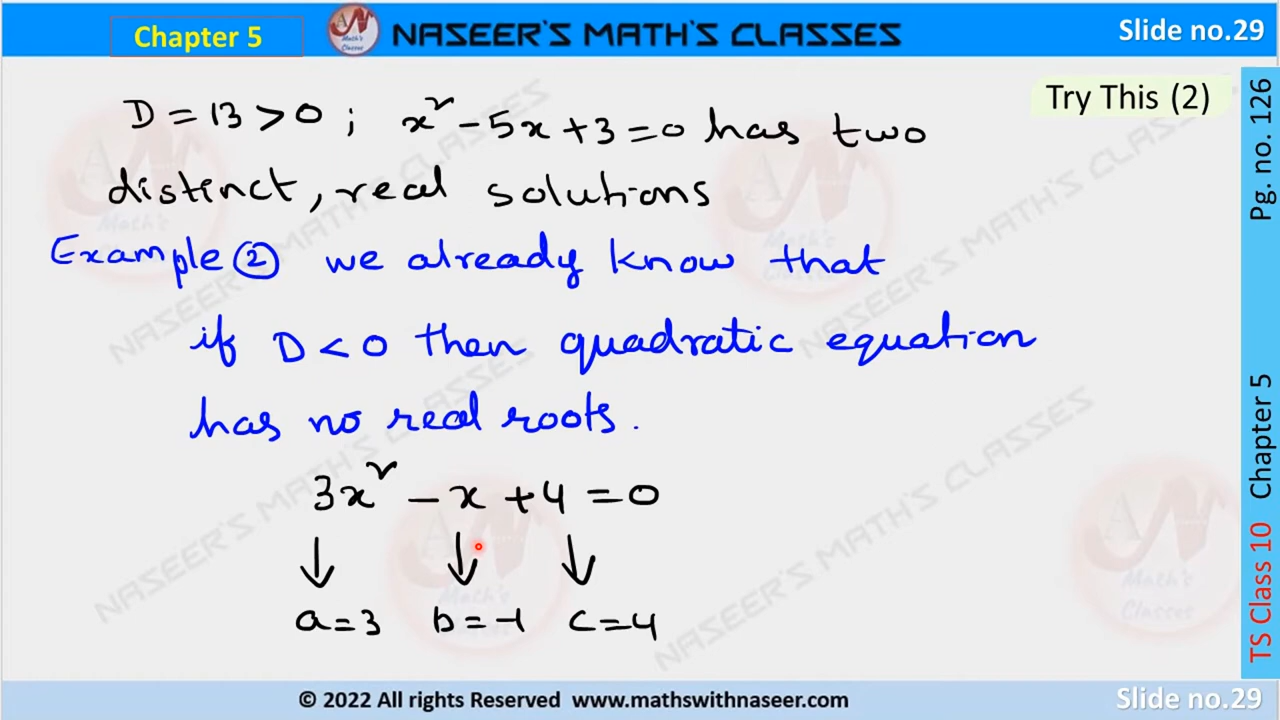 Chapter 5
NASEER'S MATH'S CLASSES
Slide no.29
Try This (2)
D = 13 > 0 ; x² - 5x + 3 = 0 has two
distinct, real solutions
Example ② we already know that
if D < 0 then quadratic equation
has no real roots.
3x² - x + 4 = 0
↓ ↓ ↓
a = 3 b = -1 c = 4
Pg. no. 126
TS Class 10 Chapter 5
© 2022 All rights Reserved www.mathswithnaseer.com
Slide no.29